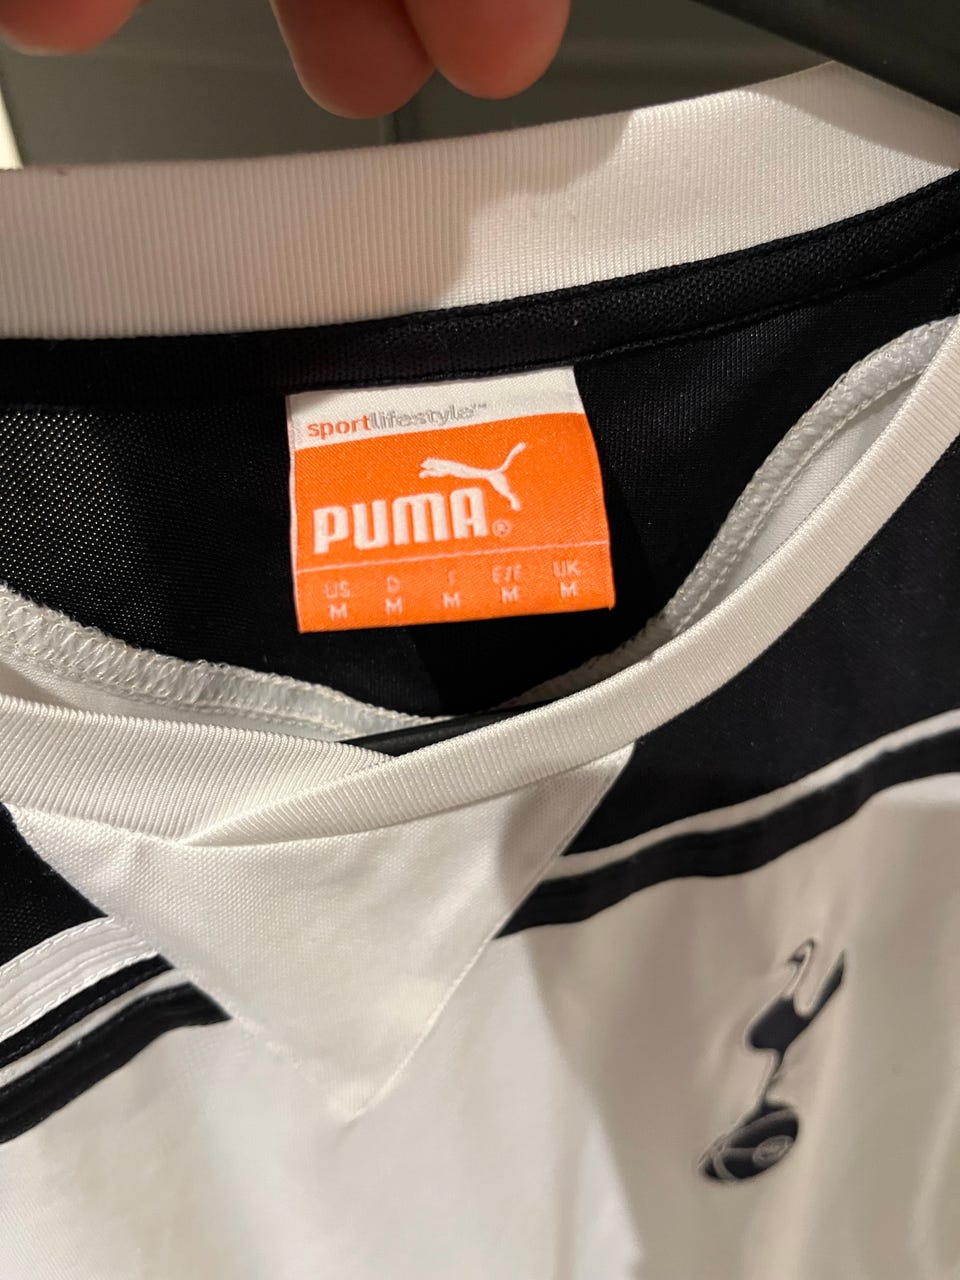 sportlifestyle™
PUMA®
US D F E/E UK
M M M M M